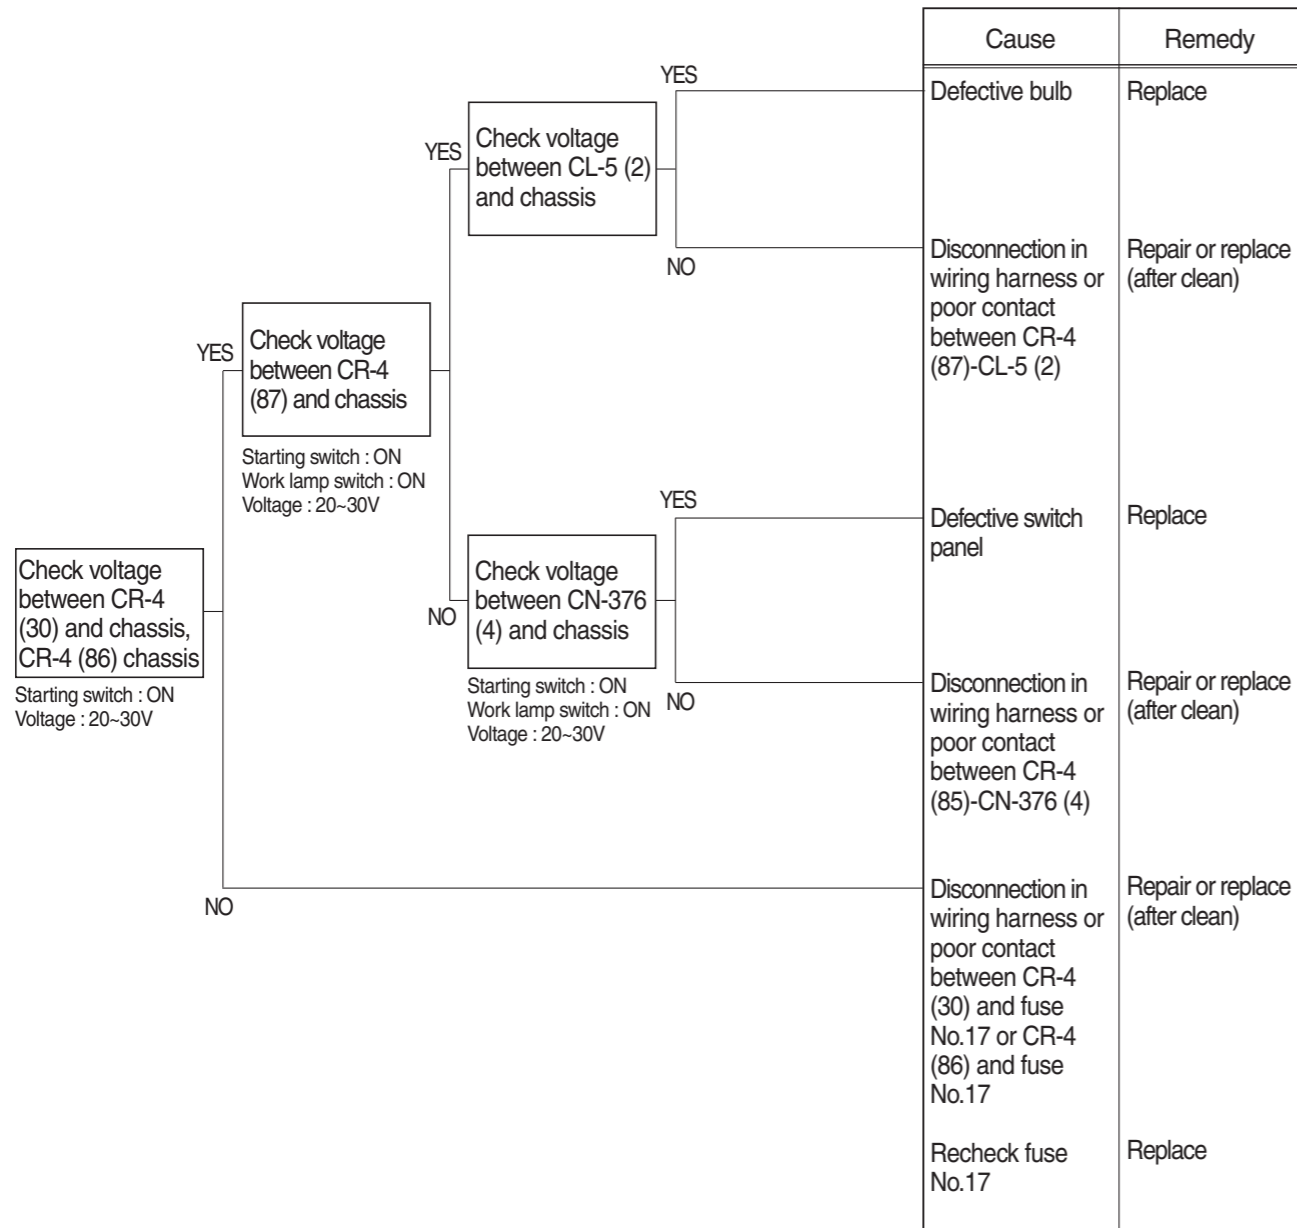 Cause
Remedy
YES
Defective bulb
Replace
YES
Check voltage
between CL-5 (2)
and chassis
NO
Disconnection in
wiring harness or
poor contact
between CR-4
(87)-CL-5 (2)
Repair or replace
(after clean)
YES
Check voltage
between CR-4
(87) and chassis
Starting switch : ON
Work lamp switch : ON
Voltage : 20~30V
YES
Defective switch
panel
Replace
Check voltage
between CR-4
(30) and chassis,
CR-4 (86) chassis
Starting switch : ON
Voltage : 20~30V
NO
Check voltage
between CN-376
(4) and chassis
Starting switch : ON
Work lamp switch : ON
Voltage : 20~30V
NO
Disconnection in
wiring harness or
poor contact
between CR-4
(85)-CN-376 (4)
Repair or replace
(after clean)
NO
Disconnection in
wiring harness or
poor contact
between CR-4
(30) and fuse
No.17 or CR-4
(86) and fuse
No.17
Repair or replace
(after clean)
Recheck fuse
No.17
Replace